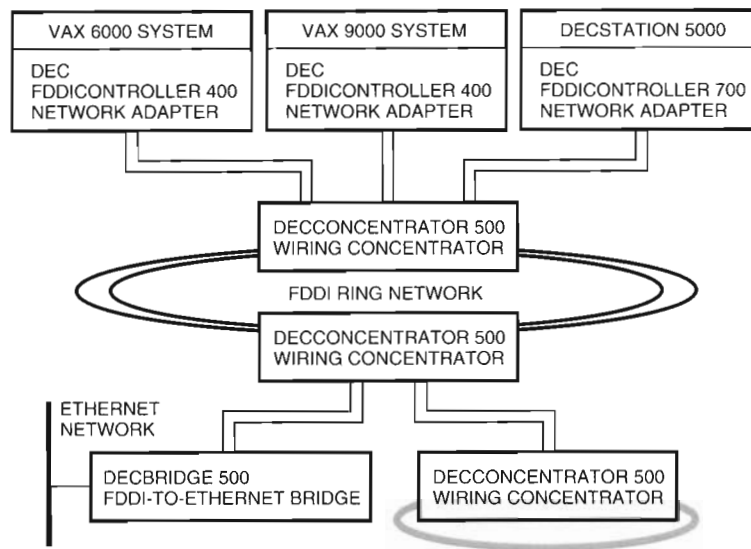 VAX 6000 SYSTEM
DEC
FDDICONTROLLER 400
NETWORK ADAPTER
VAX 9000 SYSTEM
DEC
FDDICONTROLLER 400
NETWORK ADAPTER
DECSTATION 5000
DEC
FDDICONTROLLER 700
NETWORK ADAPTER
DECCONCENTRATOR 500
WIRING CONCENTRATOR
FDDI RING NETWORK
DECCONCENTRATOR 500
WIRING CONCENTRATOR
ETHERNET
NETWORK
DECBRIDGE 500
FDDI-TO-ETHERNET BRIDGE
DECCONCENTRATOR 500
WIRING CONCENTRATOR